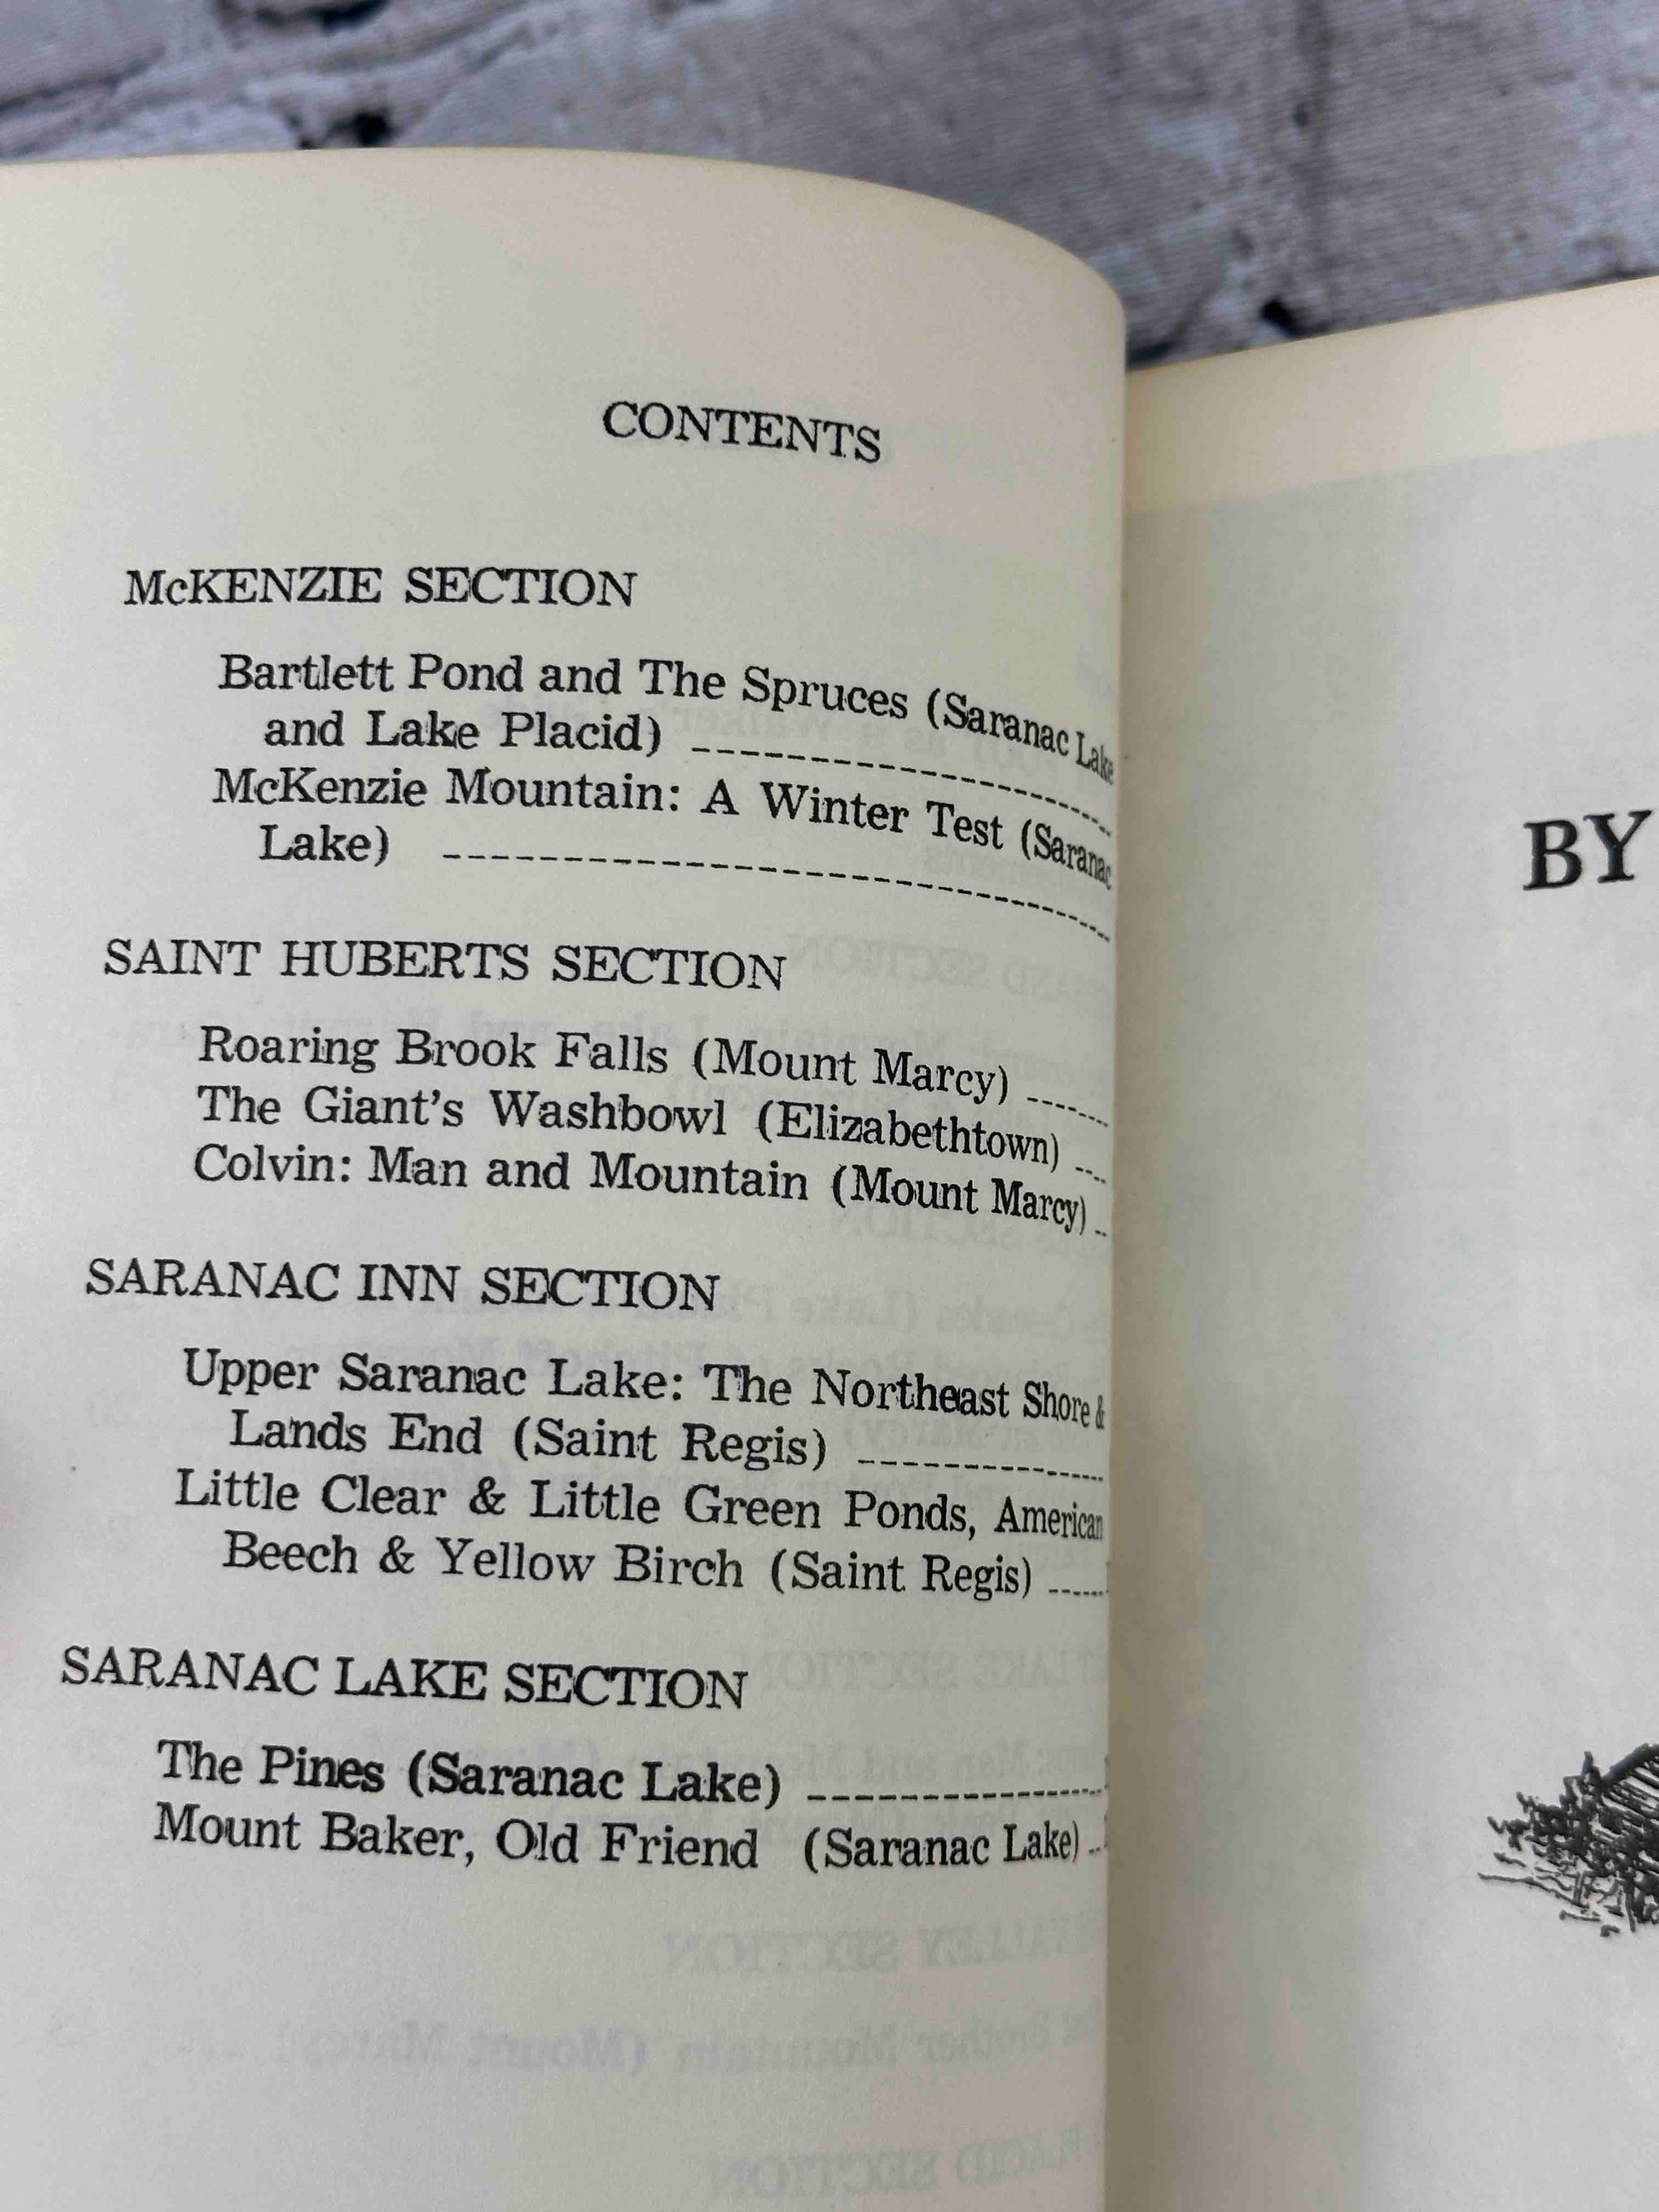 CONTENTS
McKENZIE SECTION
Bartlett Pond and The Spruces (Saranac Lake
and Lake Placid) --------------------
McKenzie Mountain: A Winter Test (Saranac
Lake) --------------------------------
SAINT HUBERTS SECTION
Roaring Brook Falls (Mount Marcy) ------
The Giant's Washbowl (Elizabethtown) ---
Colvin: Man and Mountain (Mount Marcy) --
SARANAC INN SECTION
Upper Saranac Lake: The Northeast Shore &
Lands End (Saint Regis) --------------
Little Clear & Little Green Ponds, American
Beech & Yellow Birch (Saint Regis) ------
SARANAC LAKE SECTION
The Pines (Saranac Lake) ----------------
Mount Baker, Old Friend (Saranac Lake) --
BY